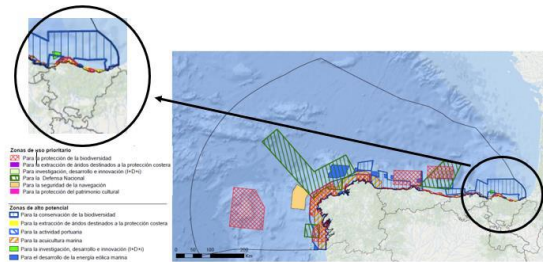 Zonas de uso prioritario
Para la protección de la biodiversidad
Para la extracción de áridos destinados a la protección costera
Para investigación, desarrollo e innovación (I+D+i)
Para la Defensa Nacional
Para la seguridad de la navegación
Para la protección del patrimonio cultural
Zonas de alto potencial
Para la conservación de la biodiversidad
Para la extracción de áridos destinados a la protección costera
Para la actividad portuaria
Para la acuicultura marina
Para la investigación, desarrollo e innovación (I+D+i)
Para el desarrollo de la energía eólica marina
0 50 100 200